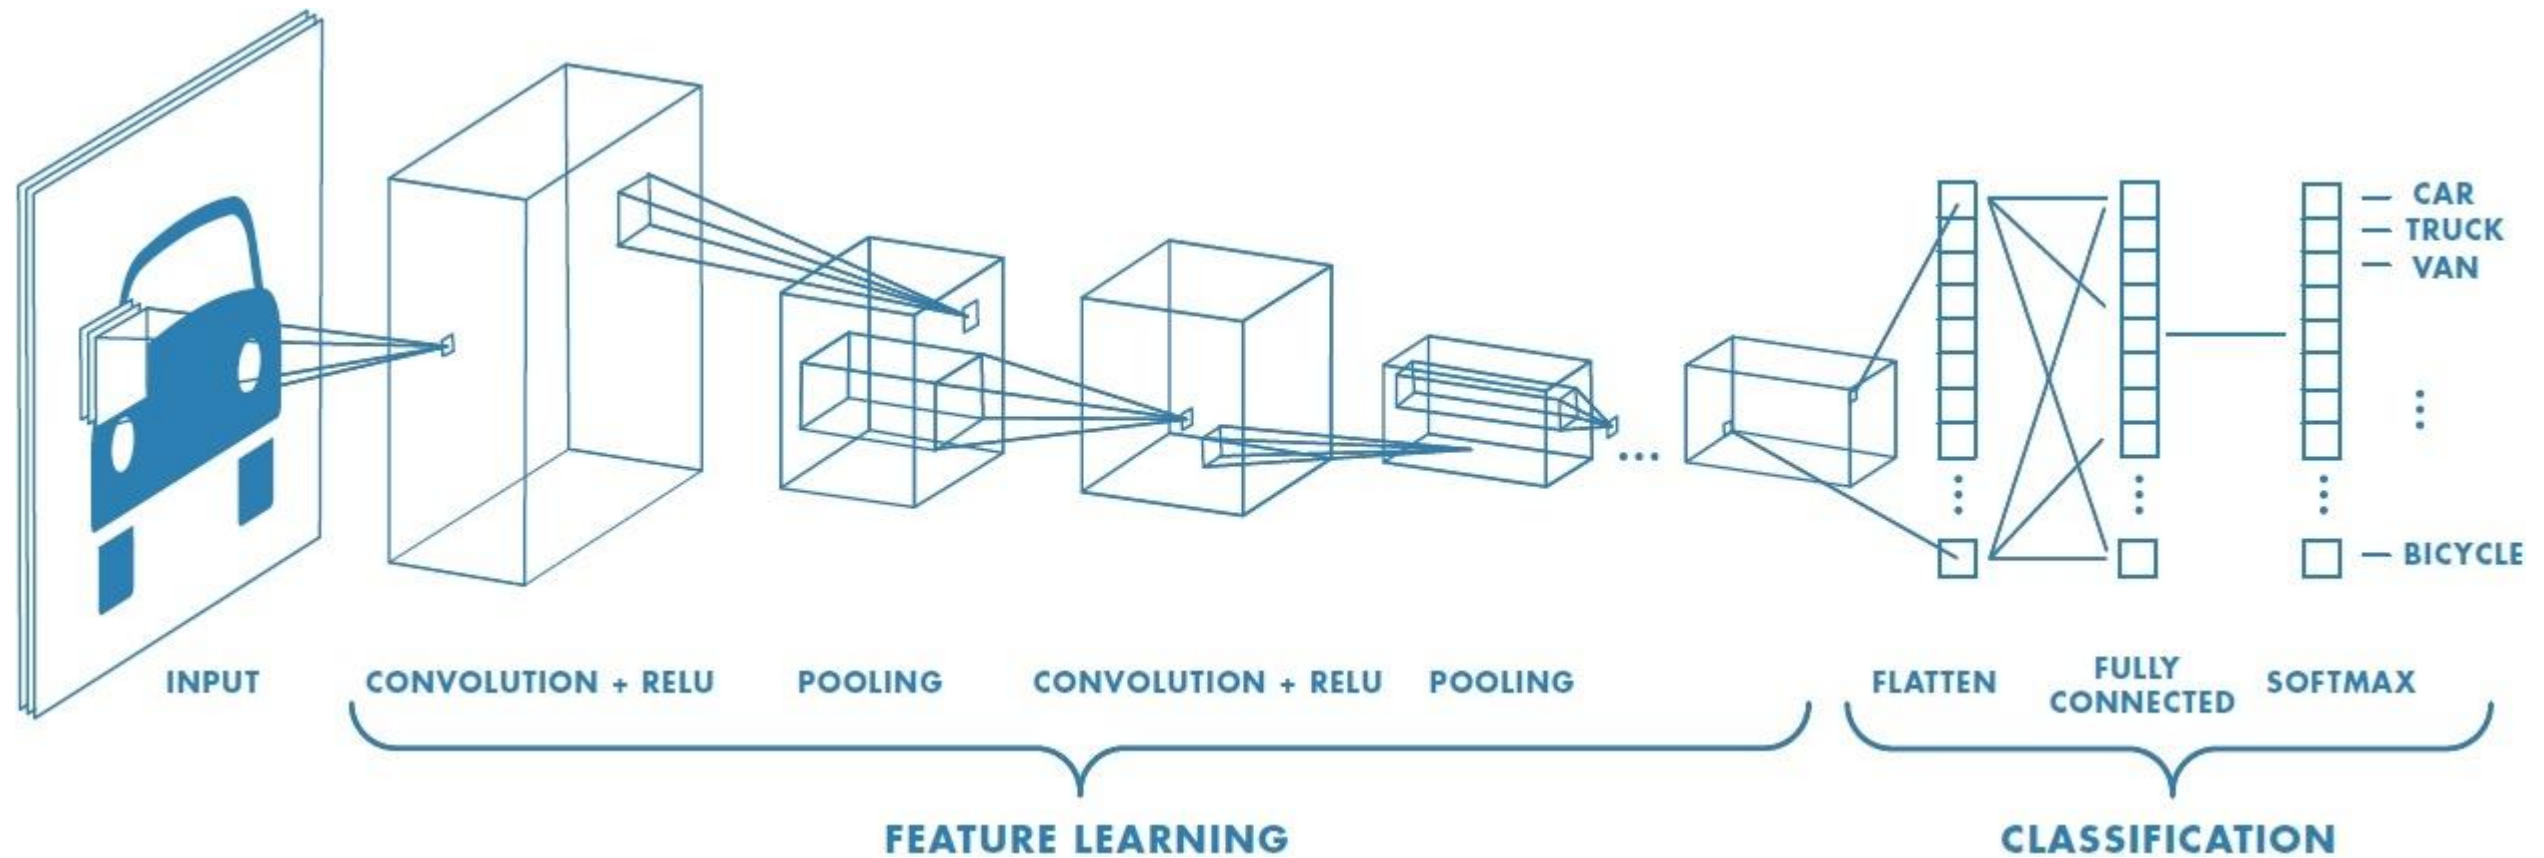 CAR
TRUCK
VAN
BICYCLE
INPUT
CONVOLUTION + RELU
POOLING
CONVOLUTION + RELU
POOLING
FLATTEN
FULLY
CONNECTED
SOFTMAX
FEATURE LEARNING
CLASSIFICATION